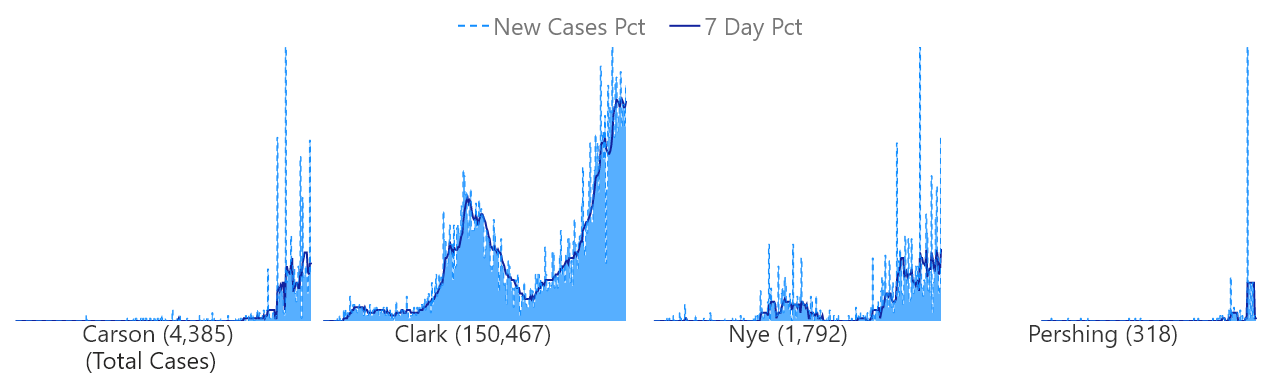 New Cases Pct 7 Day Pct
Carson (4,385) Clark (150,467) Nye (1,792) Pershing (318)
(Total Cases)